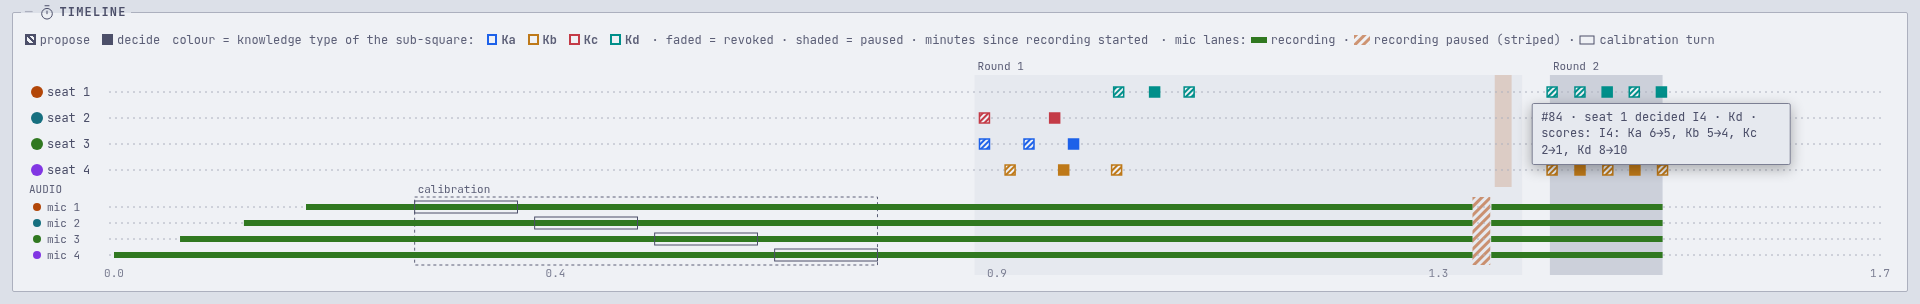 TIMELINE
propose decide colour = knowledge type of the sub-square: Ka Kb Kc Kd · faded = revoked · shaded = paused · minutes since recording started · mic lanes: recording · recording paused (striped) · calibration turn
Round 1 Round 2
seat 1
seat 2
seat 3
seat 4
#84 · seat 1 decided I4 · Kd ·
scores: I4: Ka 6→5, Kb 5→4, Kc
2→1, Kd 8→10
AUDIO calibration
mic 1
mic 2
mic 3
mic 4
0.0 0.4 0.9 1.3 1.7